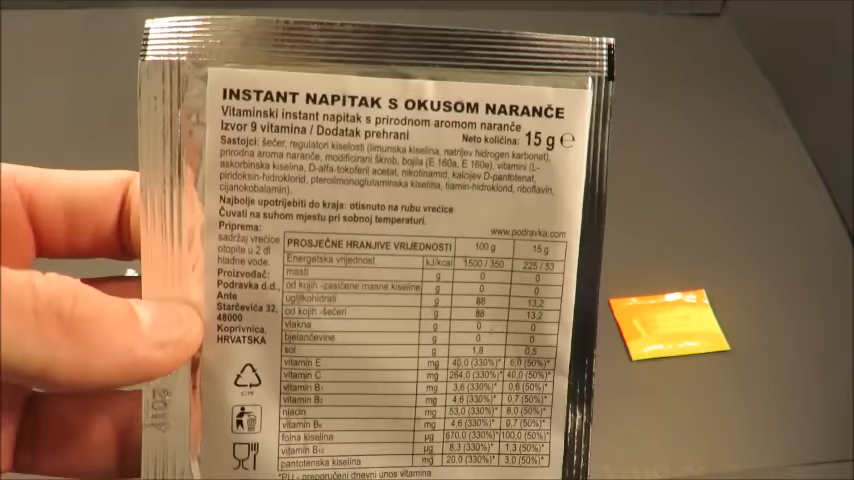 INSTANT NAPITAK S OKUSOM NARANČE
Vitaminski instant napitak s prirodnom aromom naranče
Izvor 9 vitamina / Dodatak prehrani
Neto količina: 15 g ℮
Sastojci: šećer, regulatori kiselosti (limunska kiselina, natrijev hidrogen karbonat),
prirodna aroma naranče, modificirani škrob, bojila (E 160a, E 160e), vitamini (L-
askorbinska kiselina, D-alfa-tokoferil acetat, nikotinamid, kalcijev D-pantotenat,
piridoksin-hidroklorid, pteroilmonoglutaminska kiselina, tiamin-hidroklorid, riboflavin,
cijanokobalamin).
Najbolje upotrijebiti do kraja: otisnuto na rubu vrećice
Čuvati na suhom mjestu pri sobnoj temperaturi.
www.podravka.com
Priprema:
sadržaj vrećice
otopite u 2 dl
hladne vode.
Proizvođač:
Podravka d.d.,
Ante
Starčevića 32,
48000
Koprivnica,
HRVATSKA
PROSJEČNE HRANJIVE VRIJEDNOSTI 100 g 15 g
Energetska vrijednost kJ/kcal 1500 / 350 225 / 53
masti g 0 0
od kojih -zasićene masne kiseline g 0 0
ugljikohidrati g 88 13,2
od kojih -šećeri g 88 13,2
vlakna g 0 0
bjelančevine g 0 0
sol g 1,8 0,5
vitamin E mg 40,0 (330%)* 6,0 (50%)*
vitamin C mg 264,0 (330%)* 40,0 (50%)*
vitamin B1 mg 3,6 (330%)* 0,6 (50%)*
vitamin B2 mg 4,6 (330%)* 0,7 (50%)*
niacin mg 53,0 (330%)* 8,0 (50%)*
vitamin B6 mg 4,6 (330%)* 0,7 (50%)*
folna kiselina µg 670,0 (330%)* 100,0 (50%)*
vitamin B12 µg 8,3 (330%)* 1,3 (50%)*
pantotenska kiselina mg 20,0 (330%)* 3,0 (50%)*
*PU - preporučeni dnevni unos vitamina